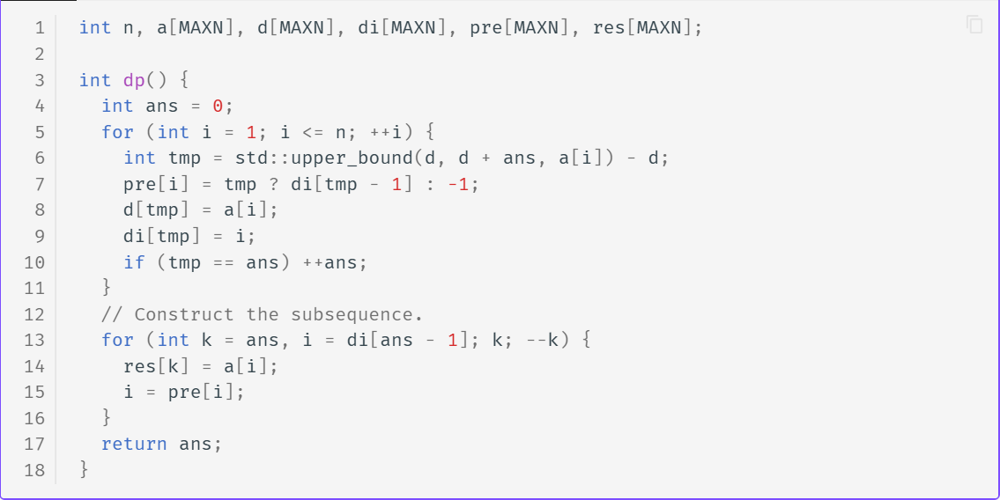 1 int n, a[MAXN], d[MAXN], di[MAXN], pre[MAXN], res[MAXN];
2
3 int dp() {
4   int ans = 0;
5   for (int i = 1; i <= n; ++i) {
6     int tmp = std::upper_bound(d, d + ans, a[i]) - d;
7     pre[i] = tmp ? di[tmp - 1] : -1;
8     d[tmp] = a[i];
9     di[tmp] = i;
10     if (tmp == ans) ++ans;
11   }
12   // Construct the subsequence.
13   for (int k = ans, i = di[ans - 1]; k; --k) {
14     res[k] = a[i];
15     i = pre[i];
16   }
17   return ans;
18 }